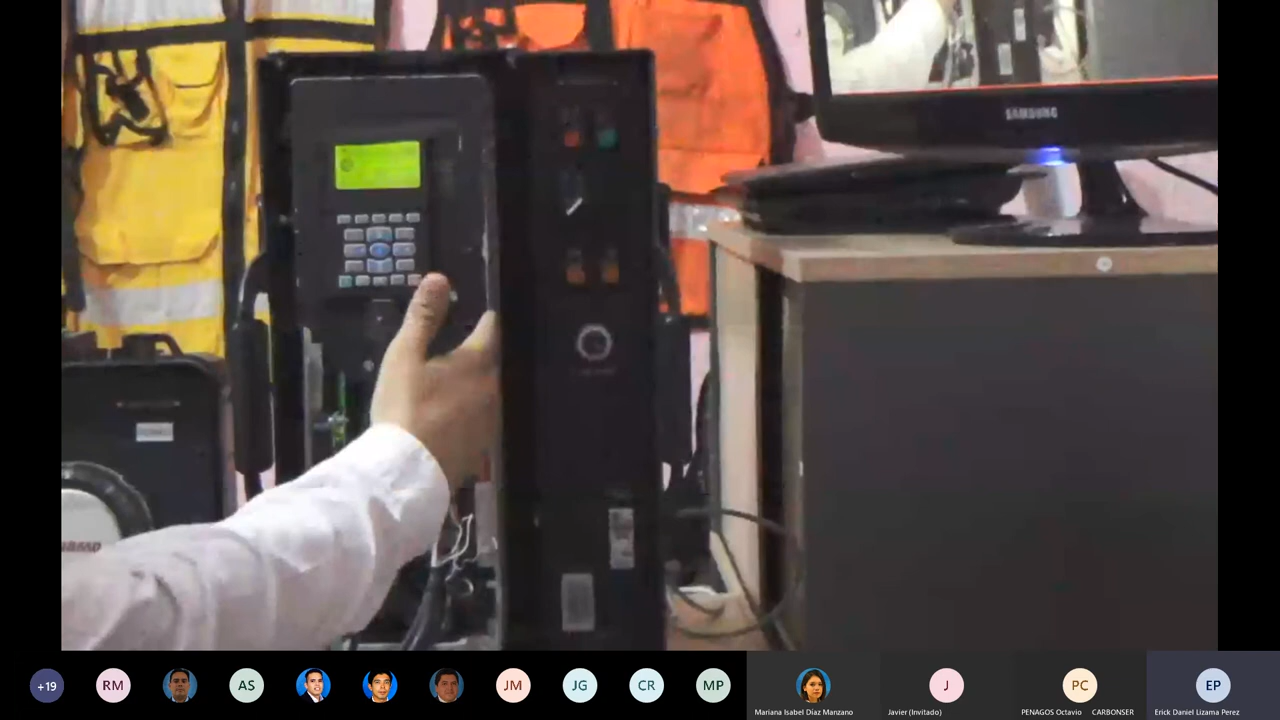 SAMSUNG
+19
RM
AS
JM
JG
CR
MP
J
PC
EP
Mariana Isabel Díaz Manzano
Javier (Invitado)
PENAGOS Octavio CARBONSER
Erick Daniel Lizama Perez